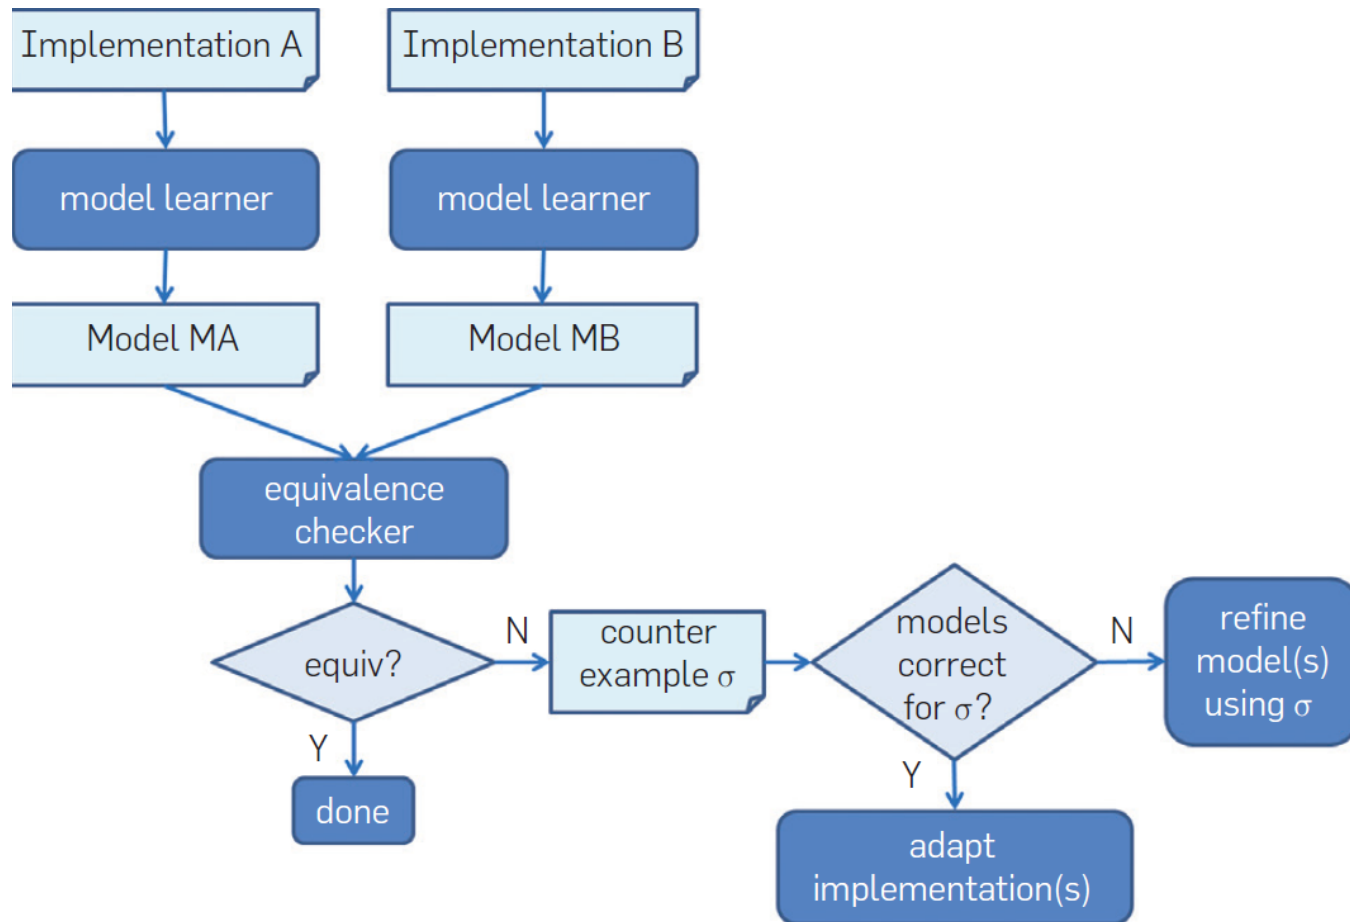 Implementation A
Implementation B
model learner
model learner
Model MA
Model MB
equivalence
checker
equiv?
N
counter
example σ
models
correct
for σ?
N
refine
model(s)
using σ
Y
done
Y
adapt
implementation(s)